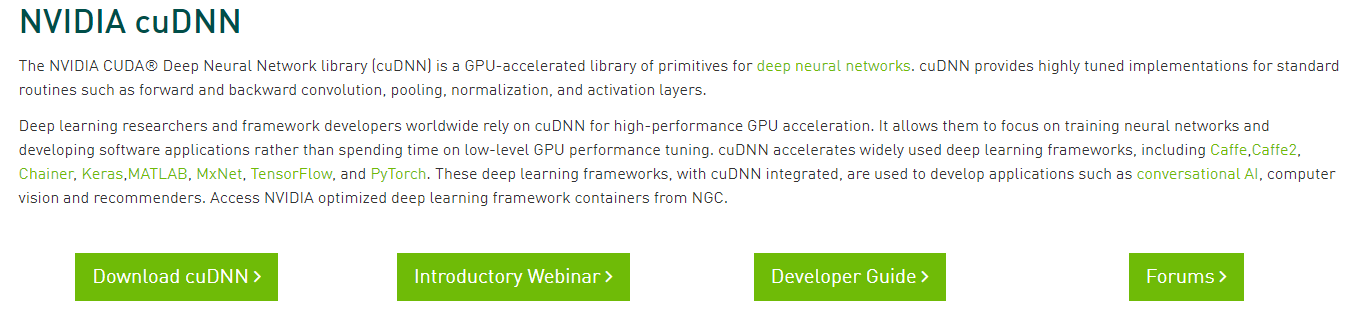 NVIDIA cuDNN
The NVIDIA CUDA® Deep Neural Network library (cuDNN) is a GPU-accelerated library of primitives for deep neural networks. cuDNN provides highly tuned implementations for standard
routines such as forward and backward convolution, pooling, normalization, and activation layers.
Deep learning researchers and framework developers worldwide rely on cuDNN for high-performance GPU acceleration. It allows them to focus on training neural networks and
developing software applications rather than spending time on low-level GPU performance tuning. cuDNN accelerates widely used deep learning frameworks, including Caffe,Caffe2,
Chainer, Keras,MATLAB, MxNet, TensorFlow, and PyTorch. These deep learning frameworks, with cuDNN integrated, are used to develop applications such as conversational AI, computer
vision and recommenders. Access NVIDIA optimized deep learning framework containers from NGC.
Download cuDNN > Introductory Webinar > Developer Guide > Forums >